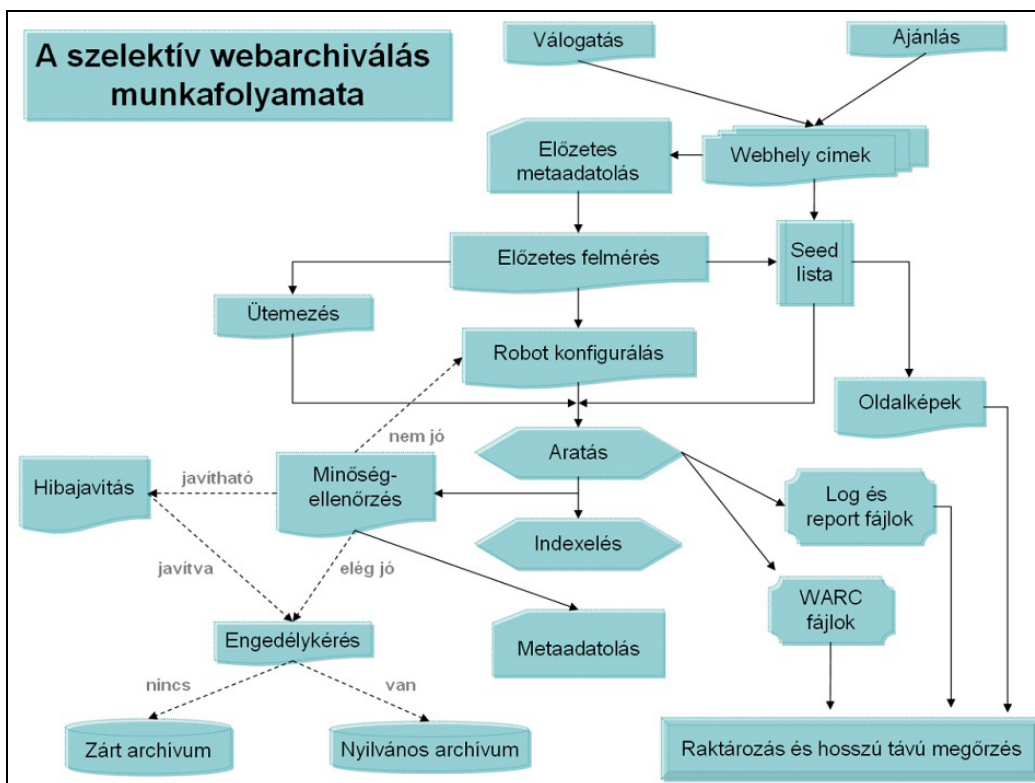 A szelektív webarchiválás
munkafolyamata
Válogatás
Ajánlás
Előzetes
metaadatolás
Webhely címek
Előzetes felmérés
Seed
lista
Ütemezés
Robot konfigurálás
Oldalképek
nem jó
Aratás
Hibajavitás
javítható
Minőség-
ellenőrzés
Log és
report fájlok
Indexelés
javítva
elég jó
WARC
fájlok
Engedélykérés
Metaadatolás
nincs
van
Zárt archívum
Nyilvános archívum
Raktározás és hosszú távú megőrzés